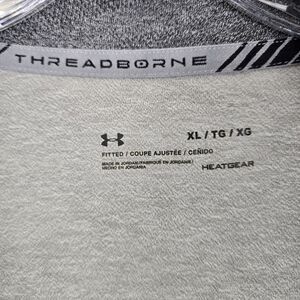 THREADBORNE
XL / TG / XG
FITTED / COUPE AJUSTÉE / CEÑIDO
MADE IN JORDAN / FABRIQUÉ EN JORDANIE /
HECHO EN JORDANIA
HEATGEAR